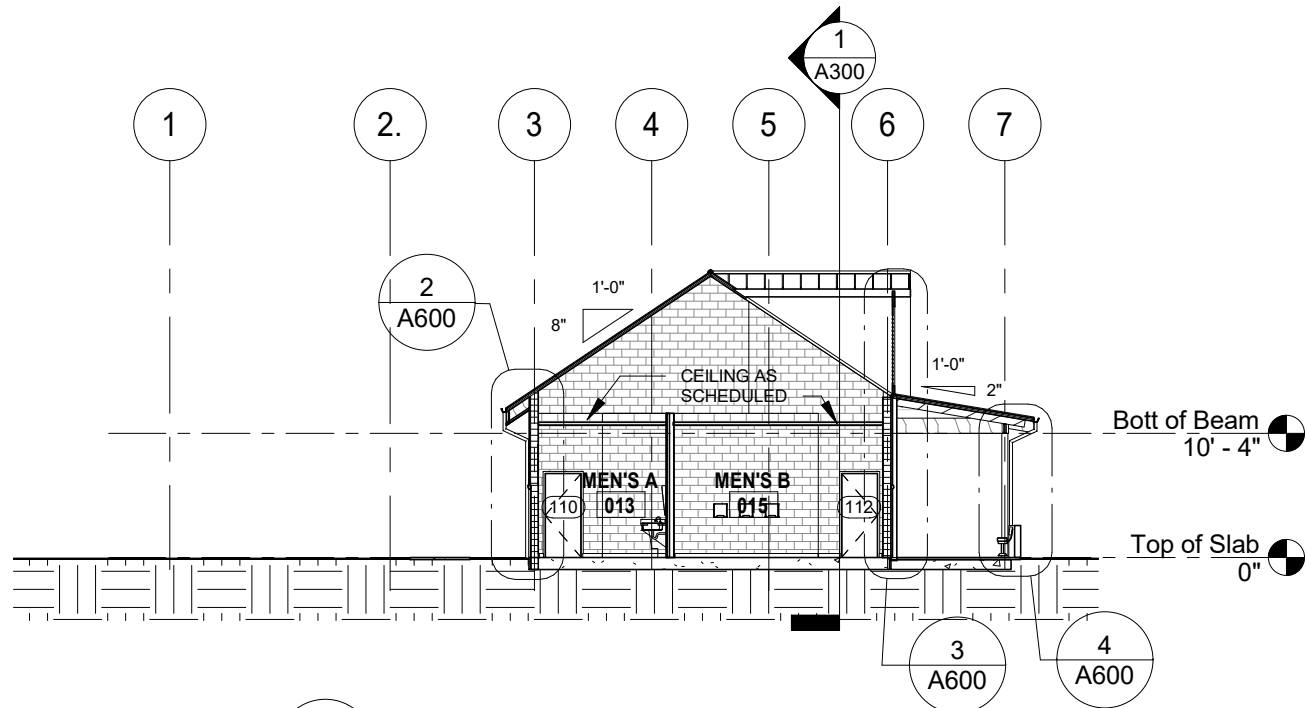 1
A300
1
2.
3
4
5
6
7
2
A600
1'-0"
8"
CEILING AS
SCHEDULED
1'-0"
2"
Bott of Beam
10' - 4"
MEN'S A
013
MEN'S B
015
110
112
Top of Slab
0"
3
A600
4
A600